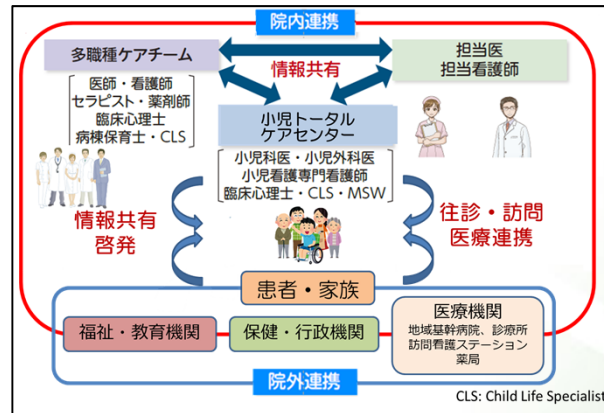 院内連携
多職種ケアチーム
医師・看護師
セラピスト・薬剤師
臨床心理士
病棟保育士・CLS
情報共有
担当医
担当看護師
小児トータル
ケアセンター
小児科医・小児外科医
小児看護専門看護師
臨床心理士・CLS・MSW
情報共有
啓発
往診・訪問
医療連携
患者・家族
福祉・教育機関
保健・行政機関
医療機関
地域基幹病院、診療所
訪問看護ステーション
薬局
院外連携
CLS: Child Life Specialist